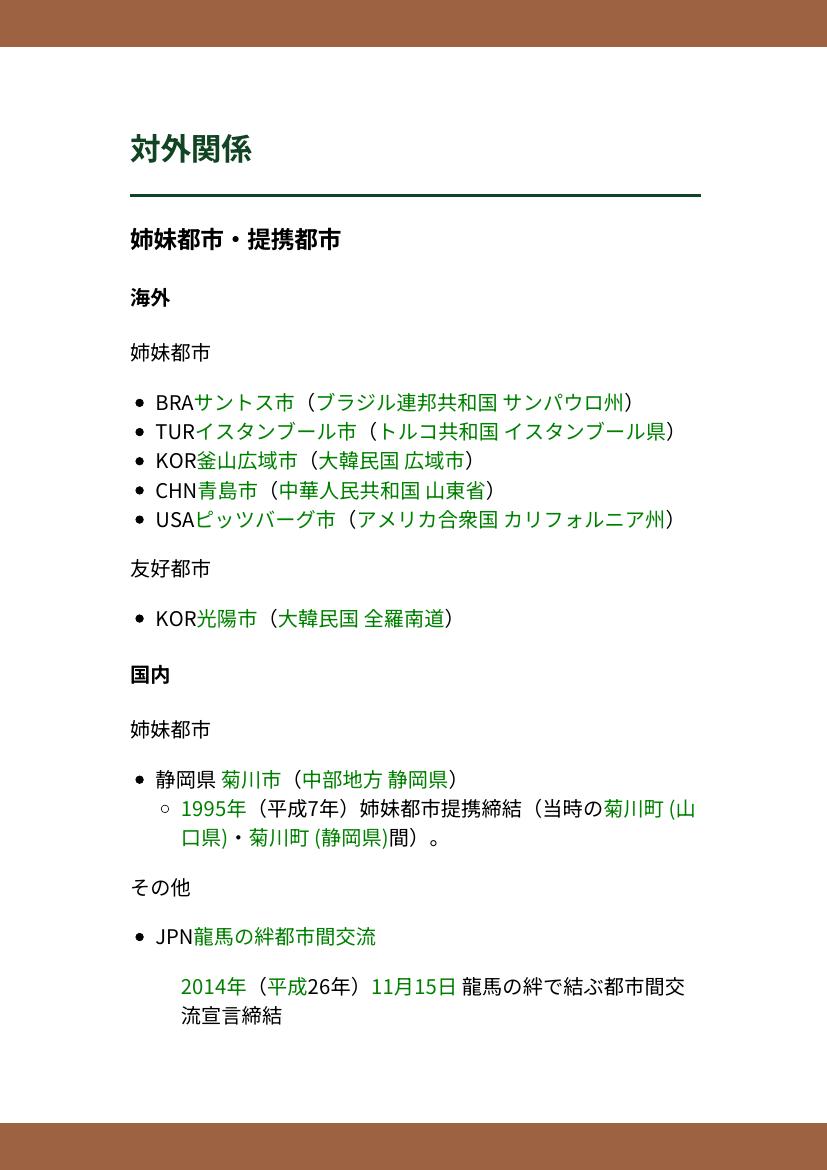 対外関係
姉妹都市・提携都市
海外
姉妹都市
• BRAサントス市（ブラジル連邦共和国 サンパウロ州）
• TURイスタンブール市（トルコ共和国 イスタンブール県）
• KOR釜山広域市（大韓民国 広域市）
• CHN青島市（中華人民共和国 山東省）
• USAピッツバーグ市（アメリカ合衆国 カリフォルニア州）
友好都市
• KOR光陽市（大韓民国 全羅南道）
国内
姉妹都市
• 静岡県 菊川市（中部地方 静岡県）
○ 1995年（平成7年）姉妹都市提携締結（当時の菊川町 (山
口県)・菊川町 (静岡県)間）。
その他
• JPN龍馬の絆都市間交流
2014年（平成26年）11月15日 龍馬の絆で結ぶ都市間交
流宣言締結